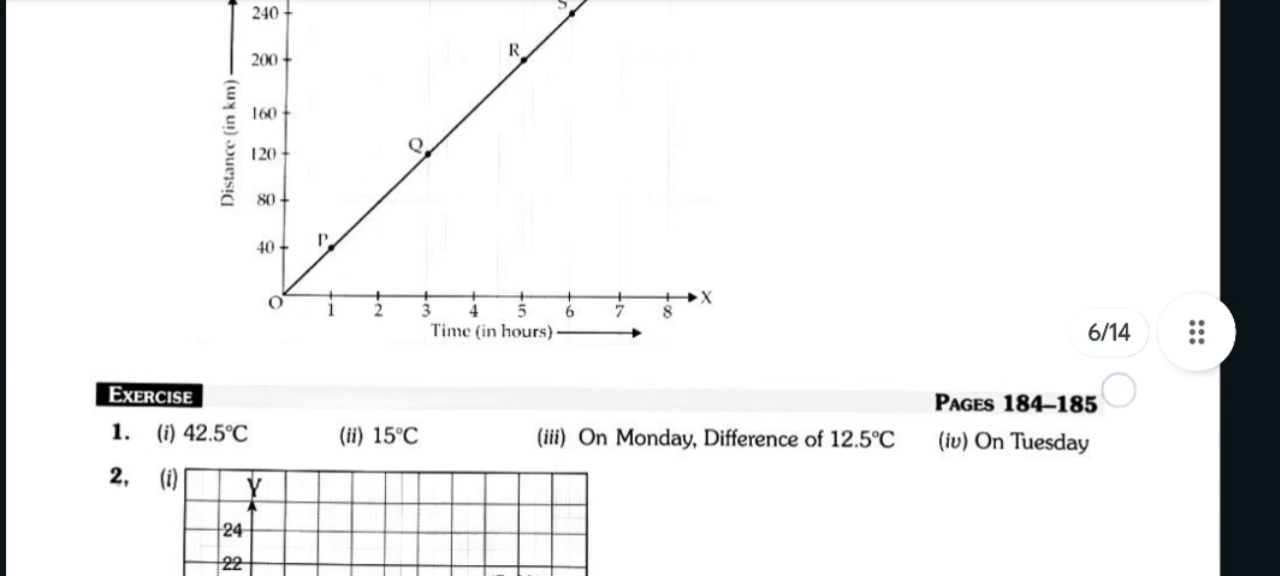 240
S
R
200
160
Distance (in km)
Q
120
80
P
40
O
X
1 2 3 4 5 6 7 8
Time (in hours)
6/14
EXERCISE
PAGES 184–185
1. (i) 42.5°C (ii) 15°C (iii) On Monday, Difference of 12.5°C (iv) On Tuesday
2. (i)
Y
24
22